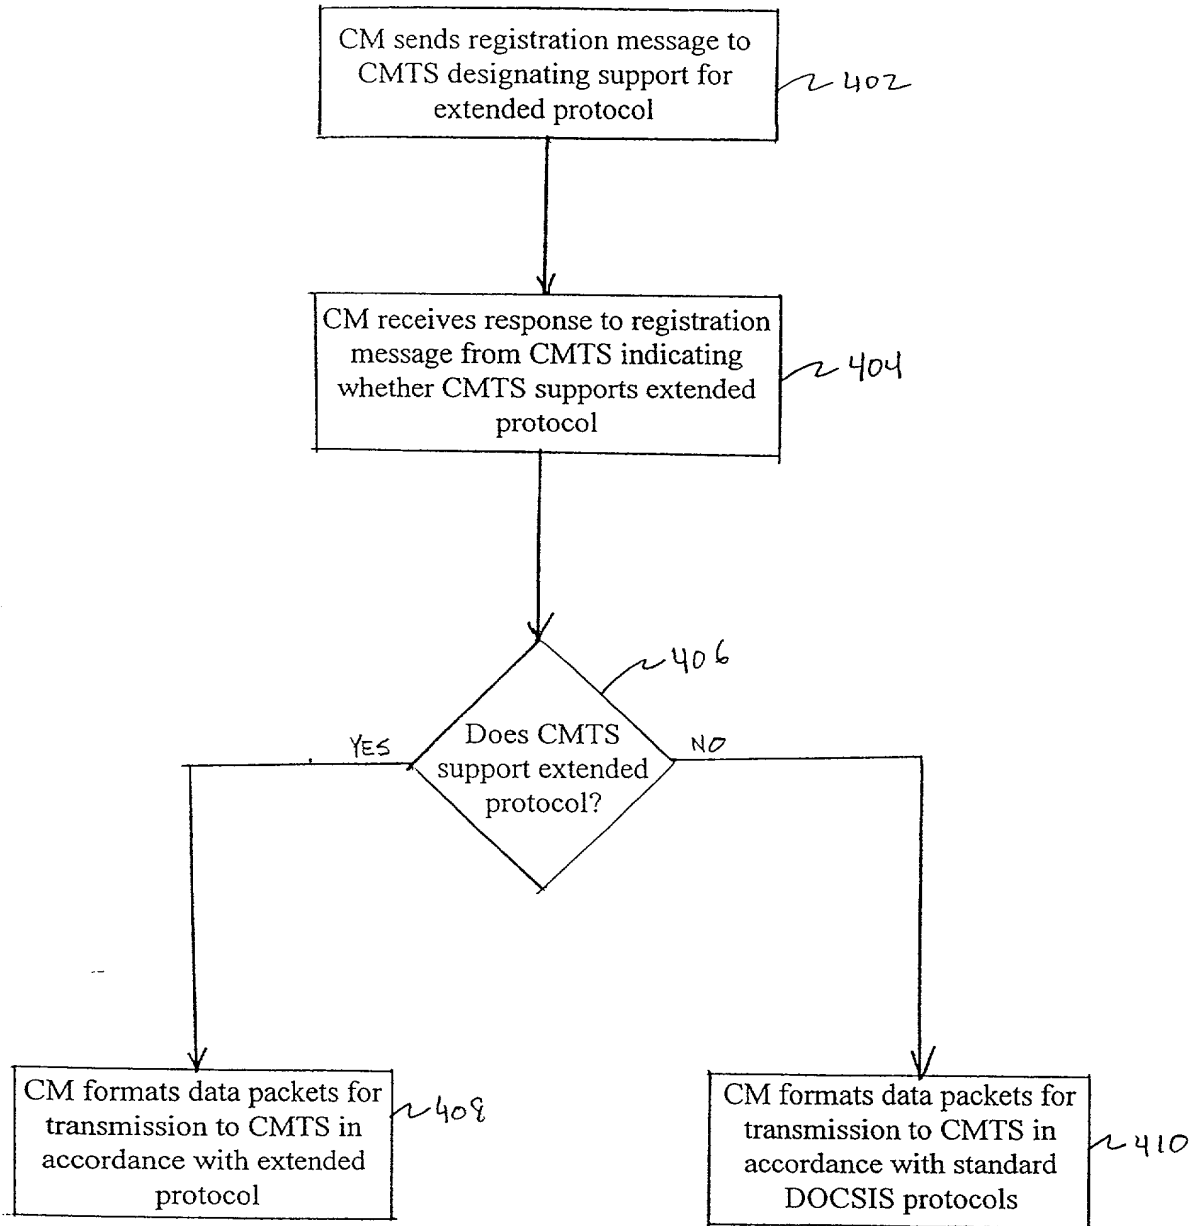 CM sends registration message to
CMTS designating support for
extended protocol
402
CM receives response to registration
message from CMTS indicating
whether CMTS supports extended
protocol
404
406
Does CMTS
support extended
protocol?
YES
NO
CM formats data packets for
transmission to CMTS in
accordance with extended
protocol
408
CM formats data packets for
transmission to CMTS in
accordance with standard
DOCSIS protocols
410